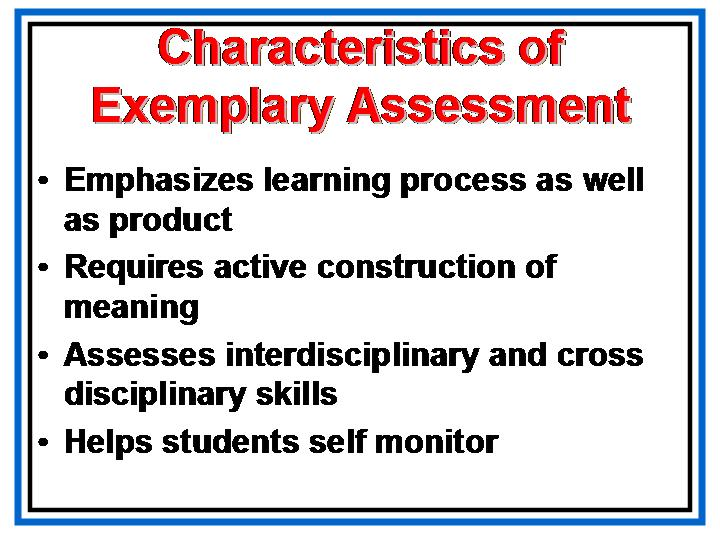 Characteristics of
Exemplary Assessment
• Emphasizes learning process as well
as product
• Requires active construction of
meaning
• Assesses interdisciplinary and cross
disciplinary skills
• Helps students self monitor